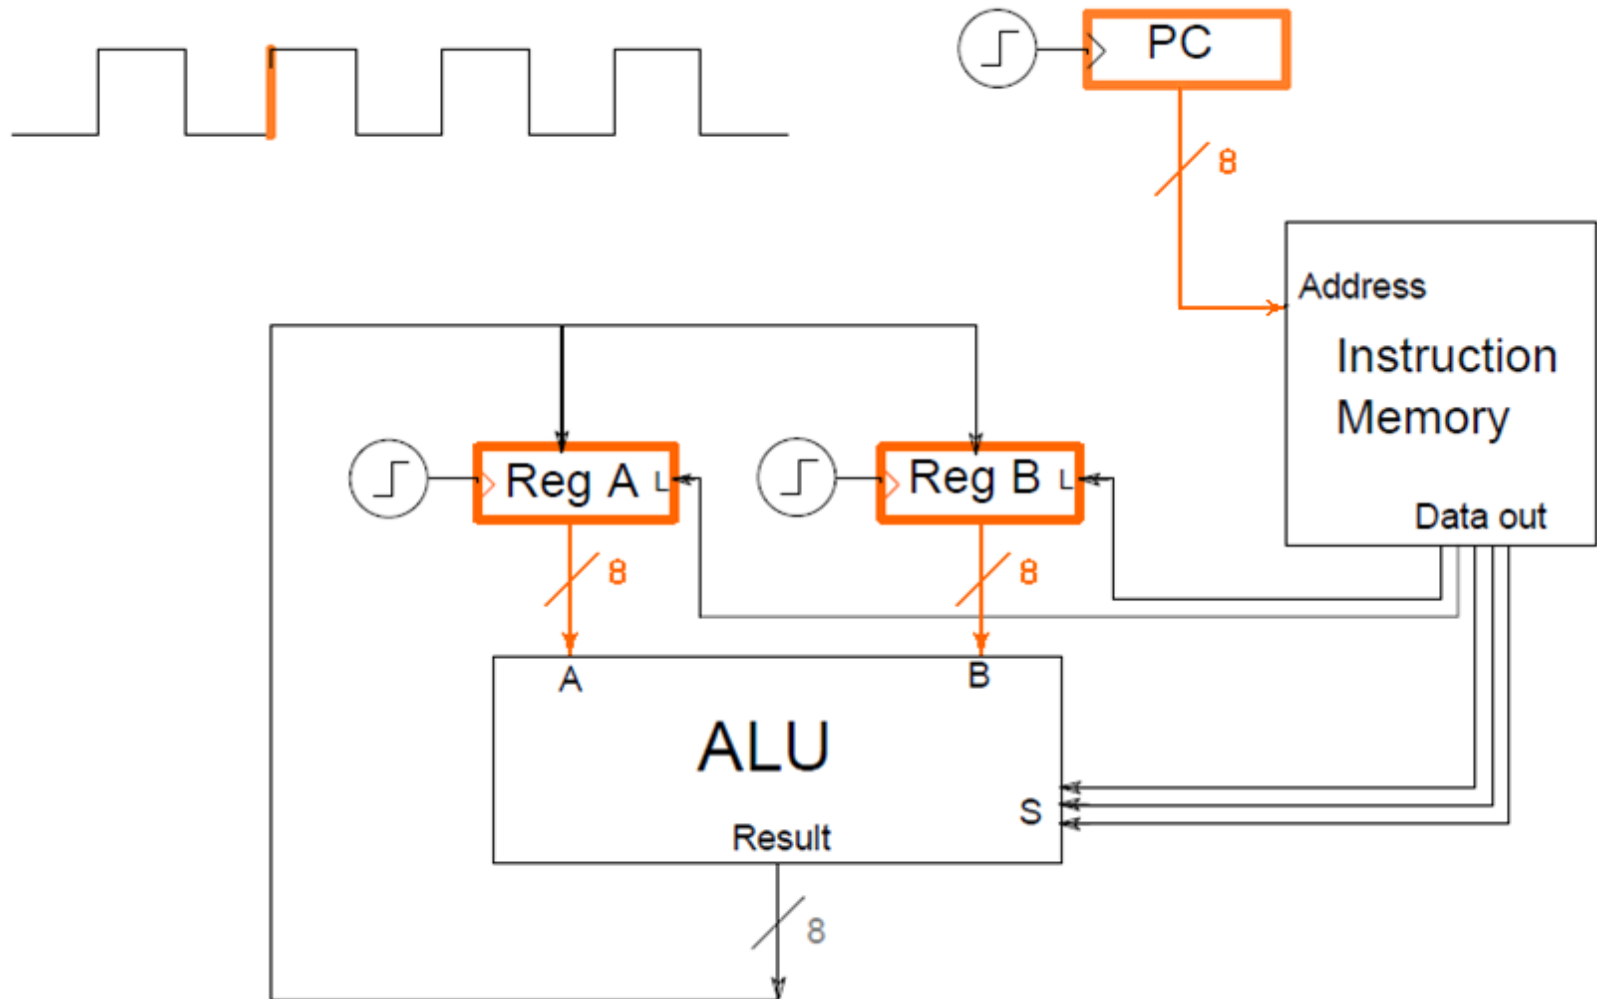 PC
8
Address
Instruction
Memory
Data out
Reg A L
Reg B L
8
8
A
B
ALU
S
Result
8